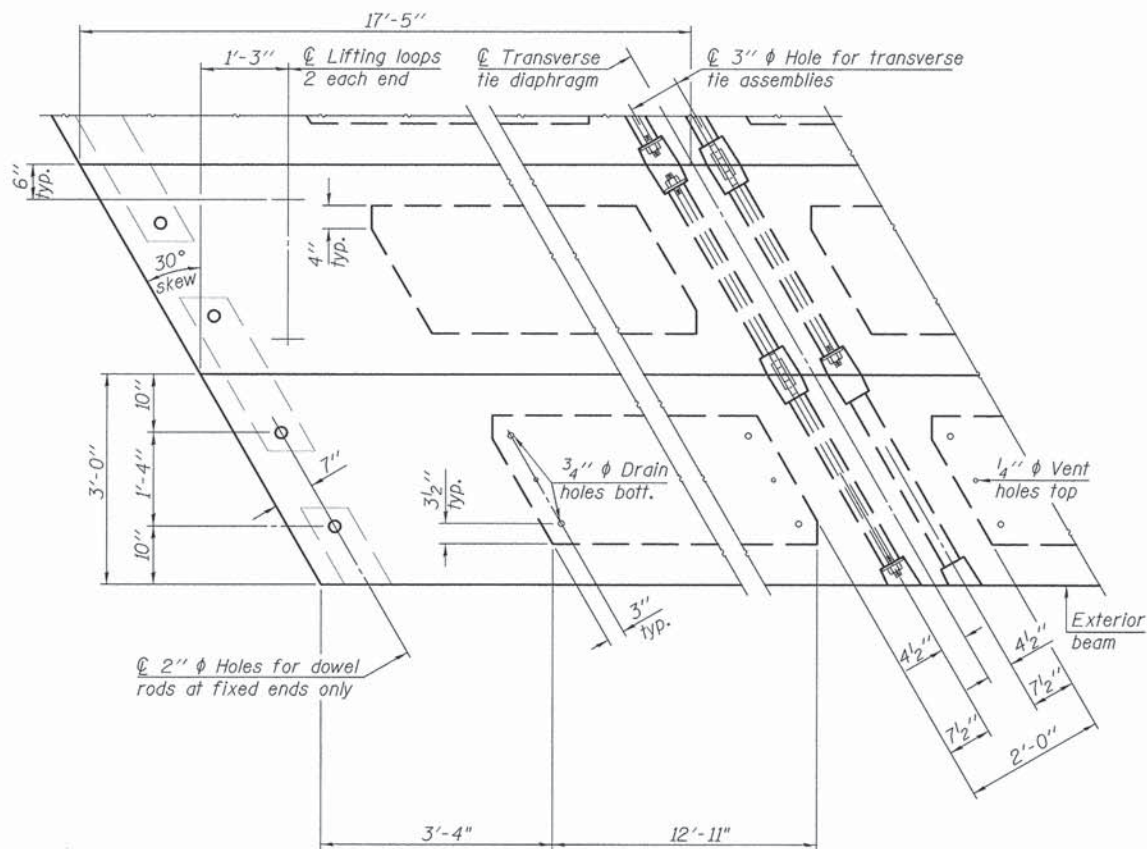 17'-5"
1'-3"
℄ Lifting loops
2 each end
℄ Transverse
tie diaphragm
℄ 3" ϕ Hole for transverse
tie assemblies
6"
typ.
4"
typ.
30°
skew
10"
3'-0"
1'-4"
10"
7"
3½"
typ.
¾" ϕ Drain
holes bott.
¼" ϕ Vent
holes top
3"
typ.
℄ 2" ϕ Holes for dowel
rods at fixed ends only
Exterior
beam
4½"
4½"
7½"
7½"
2'-0"
3'-4"
12'-11"